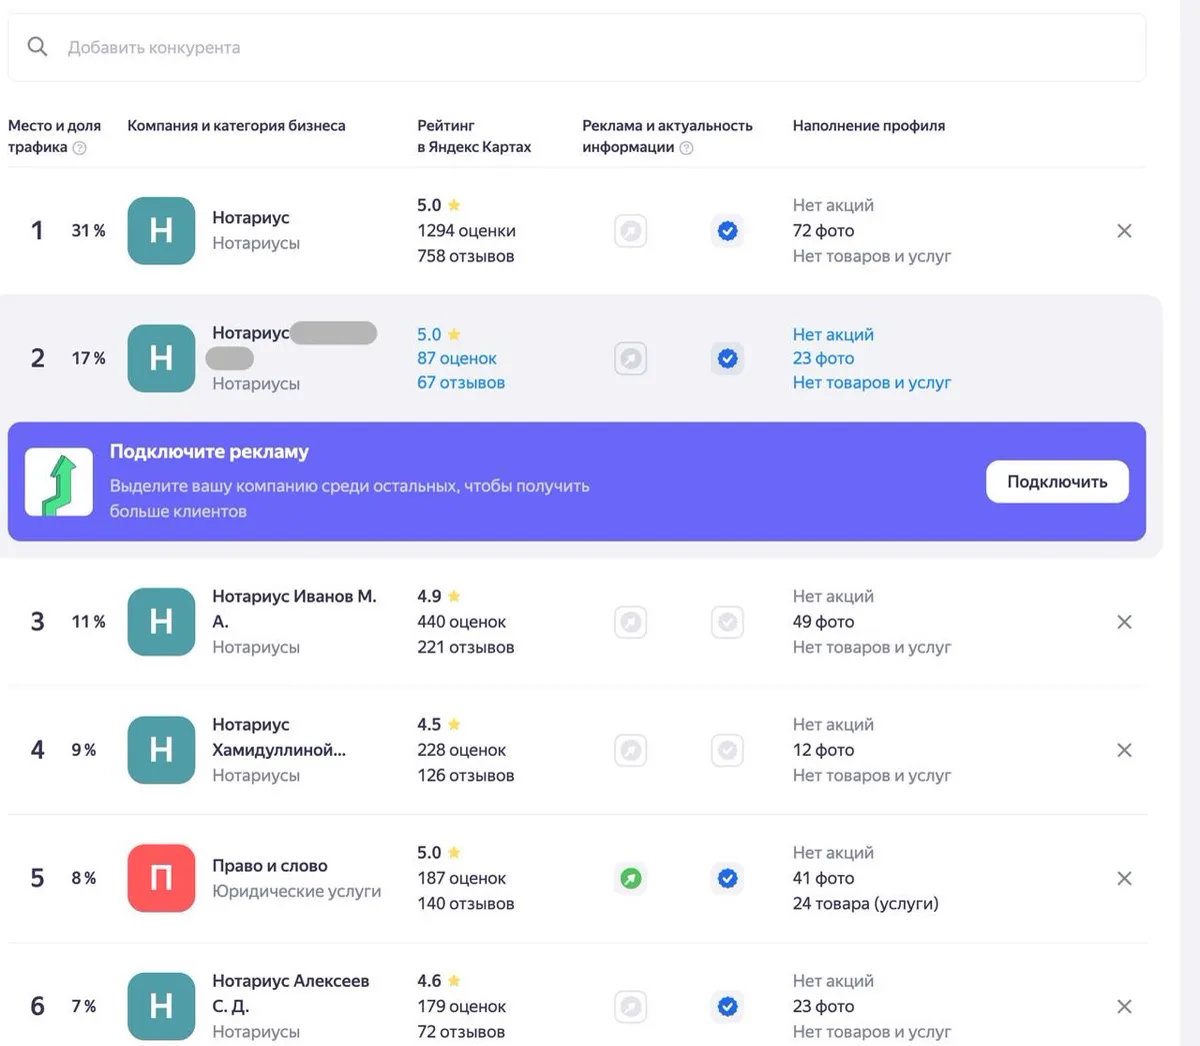 Добавить конкурента
Место и доля трафика
Компания и категория бизнеса
Рейтинг в Яндекс Картах
Реклама и актуальность информации
Наполнение профиля
1
31 %
Н
Нотариус
Нотариусы
5.0
1294 оценки
758 отзывов
Нет акций
72 фото
Нет товаров и услуг
2
17 %
Н
Нотариус
Нотариусы
5.0
87 оценок
67 отзывов
Нет акций
23 фото
Нет товаров и услуг
Подключите рекламу
Выделите вашу компанию среди остальных, чтобы получить
больше клиентов
Подключить
3
11 %
Н
Нотариус Иванов М.
А.
Нотариусы
4.9
440 оценок
221 отзывов
Нет акций
49 фото
Нет товаров и услуг
4
9 %
Н
Нотариус
Хамидуллиной...
Нотариусы
4.5
228 оценок
126 отзывов
Нет акций
12 фото
Нет товаров и услуг
5
8 %
П
Право и слово
Юридические услуги
5.0
187 оценок
140 отзывов
Нет акций
41 фото
24 товара (услуги)
6
7 %
Н
Нотариус Алексеев
С. Д.
Нотариусы
4.6
179 оценок
72 отзывов
Нет акций
23 фото
Нет товаров и услуг